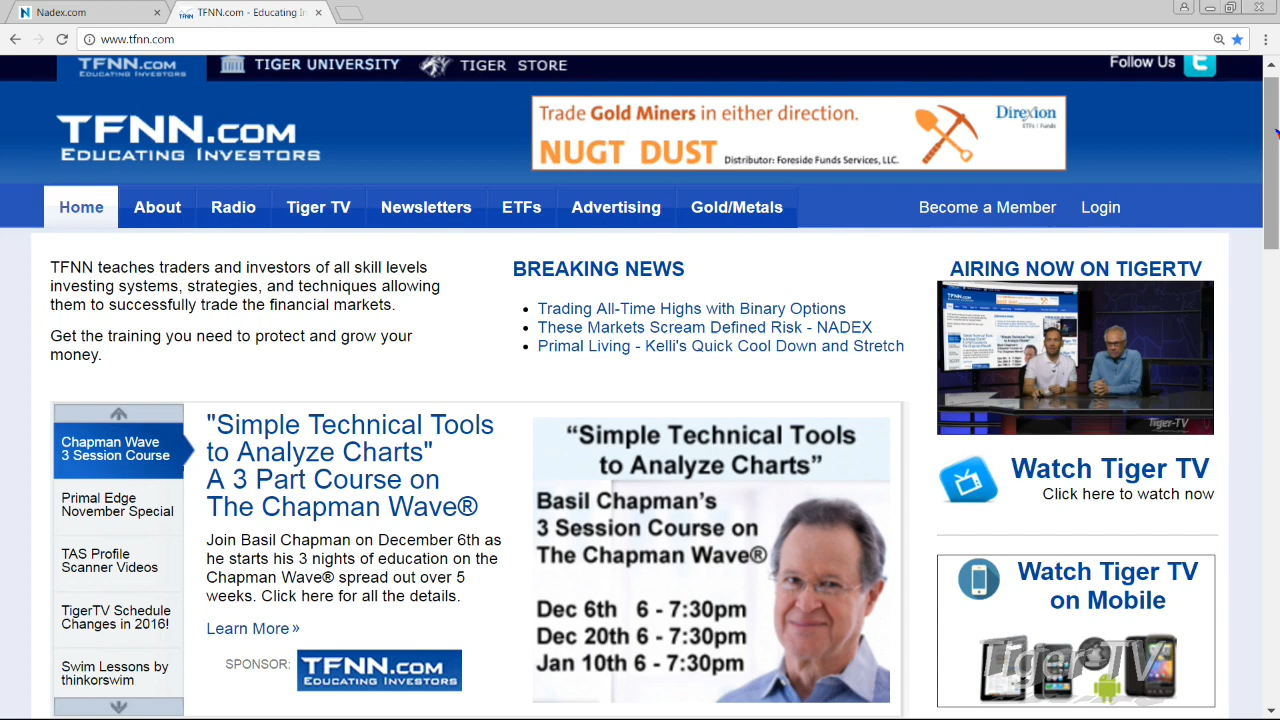 Nadex.com
TFNN.com - Educating In
www.tfnn.com
TFNN.COM
EDUCATING INVESTORS
TIGER UNIVERSITY
TIGER STORE
Follow Us
TFNN.COM
EDUCATING INVESTORS
Trade Gold Miners in either direction.
NUGT DUST
Distributor: Foreside Funds Services, LLC.
Direxion
ETFs | Funds
Home
About
Radio
Tiger TV
Newsletters
ETFs
Advertising
Gold/Metals
Become a Member
Login
TFNN teaches traders and investors of all skill levels
investing systems, strategies, and techniques allowing
them to successfully trade the financial markets.
Get the training you need to protect and grow your
money.
BREAKING NEWS
Trading All-Time Highs with Binary Options
These Markets Scream Defined Risk - NADEX
Primal Living - Kelli's Quick Cool Down and Stretch
AIRING NOW ON TIGERTV
Tiger-TV
Watch Tiger TV
Click here to watch now
Watch Tiger TV
on Mobile
Tiger-TV
Chapman Wave
3 Session Course
Primal Edge
November Special
TAS Profile
Scanner Videos
TigerTV Schedule
Changes in 2016!
Swim Lessons by
thinkorswim
"Simple Technical Tools
to Analyze Charts"
A 3 Part Course on
The Chapman Wave®
Join Basil Chapman on December 6th as
he starts his 3 nights of education on the
Chapman Wave® spread out over 5
weeks. Click here for all the details.
Learn More »
SPONSOR:
TFNN.COM
EDUCATING INVESTORS
“Simple Technical Tools
to Analyze Charts”
Basil Chapman’s
3 Session Course on
The Chapman Wave®
Dec 6th 6 - 7:30pm
Dec 20th 6 - 7:30pm
Jan 10th 6 - 7:30pm